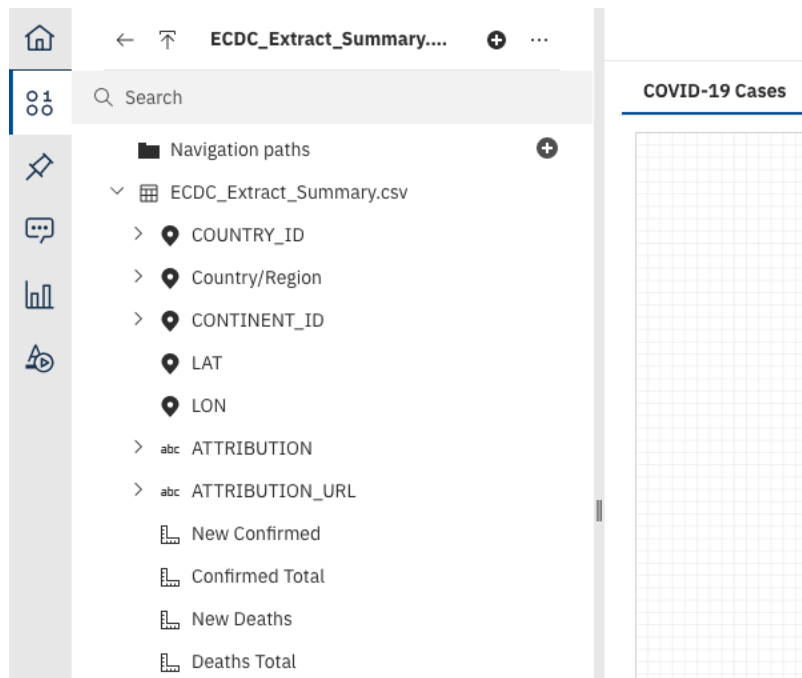 ECDC_Extract_Summary....
Search
COVID-19 Cases
Navigation paths
ECDC_Extract_Summary.csv
COUNTRY_ID
Country/Region
CONTINENT_ID
LAT
LON
abc ATTRIBUTION
abc ATTRIBUTION_URL
New Confirmed
Confirmed Total
New Deaths
Deaths Total